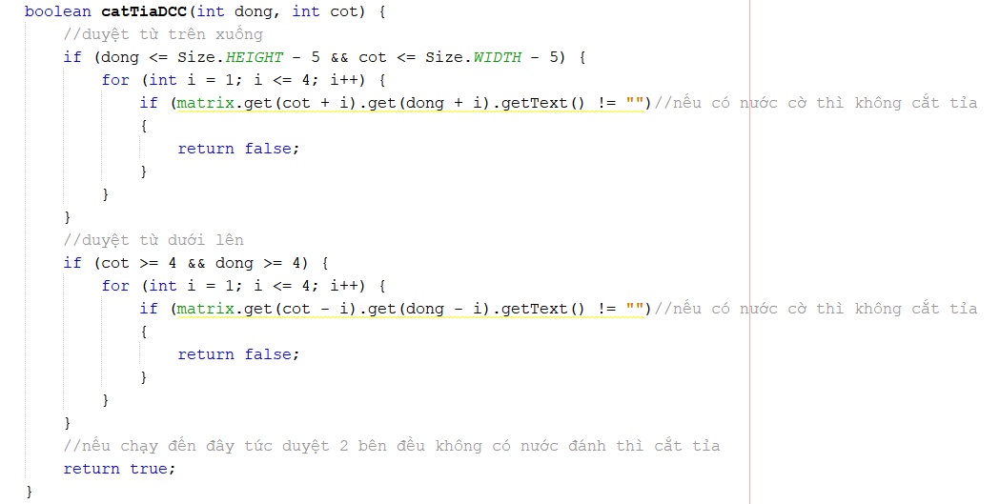 boolean catTiaDCC(int dong, int cot) {
    //duyệt từ trên xuống
    if (dong <= Size.HEIGHT - 5 && cot <= Size.WIDTH - 5) {
        for (int i = 1; i <= 4; i++) {
            if (matrix.get(cot + i).get(dong + i).getText() != "")//nếu có nước cờ thì không cắt tỉa
            {
                return false;
            }
        }
    }
    //duyệt từ dưới lên
    if (cot >= 4 && dong >= 4) {
        for (int i = 1; i <= 4; i++) {
            if (matrix.get(cot - i).get(dong - i).getText() != "")//nếu có nước cờ thì không cắt tỉa
            {
                return false;
            }
        }
    }
    //nếu chạy đến đây tức duyệt 2 bên đều không có nước đánh thì cắt tỉa
    return true;
}